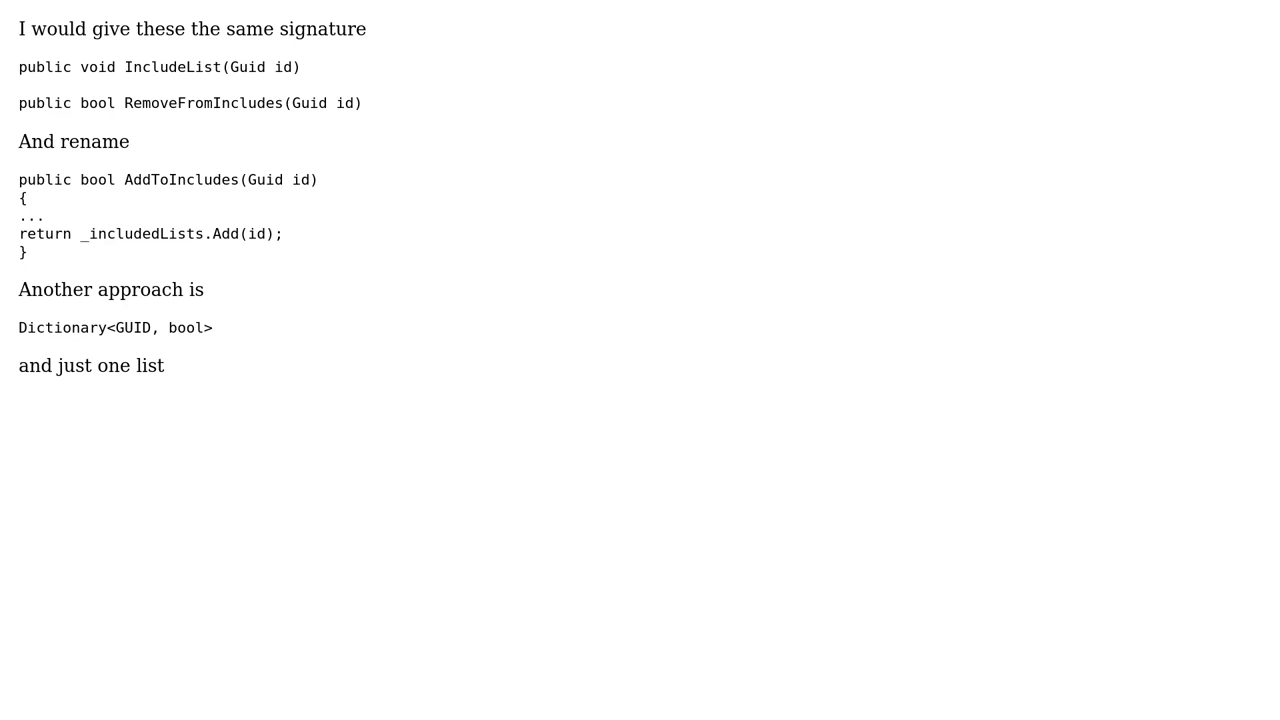 I would give these the same signature
public void IncludeList(Guid id)
public bool RemoveFromIncludes(Guid id)
And rename
public bool AddToIncludes(Guid id)
{
...
return _includedLists.Add(id);
}
Another approach is
Dictionary<GUID, bool>
and just one list